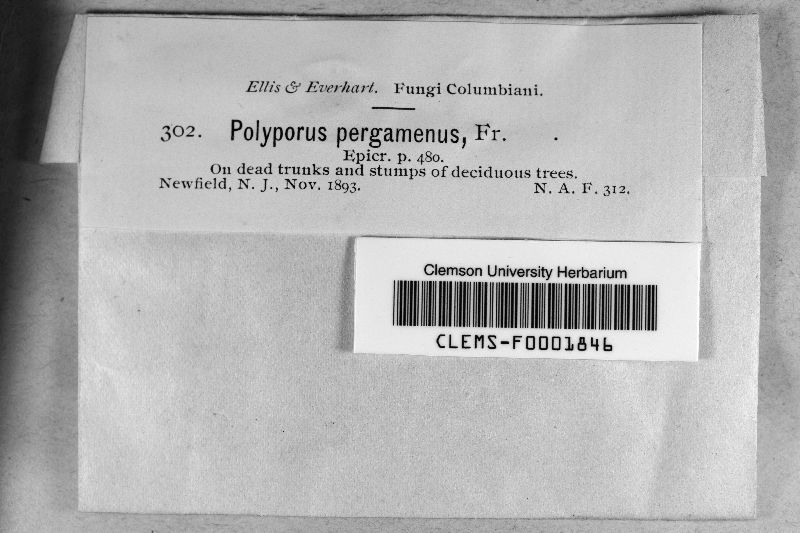 Ellis & Everhart. Fungi Columbiani.
302. Polyporus pergamenus, Fr.
Epicr. p. 480.
On dead trunks and stumps of deciduous trees.
Newfield, N. J., Nov. 1893. N. A. F. 312.
Clemson University Herbarium
CLEMS-F0001846